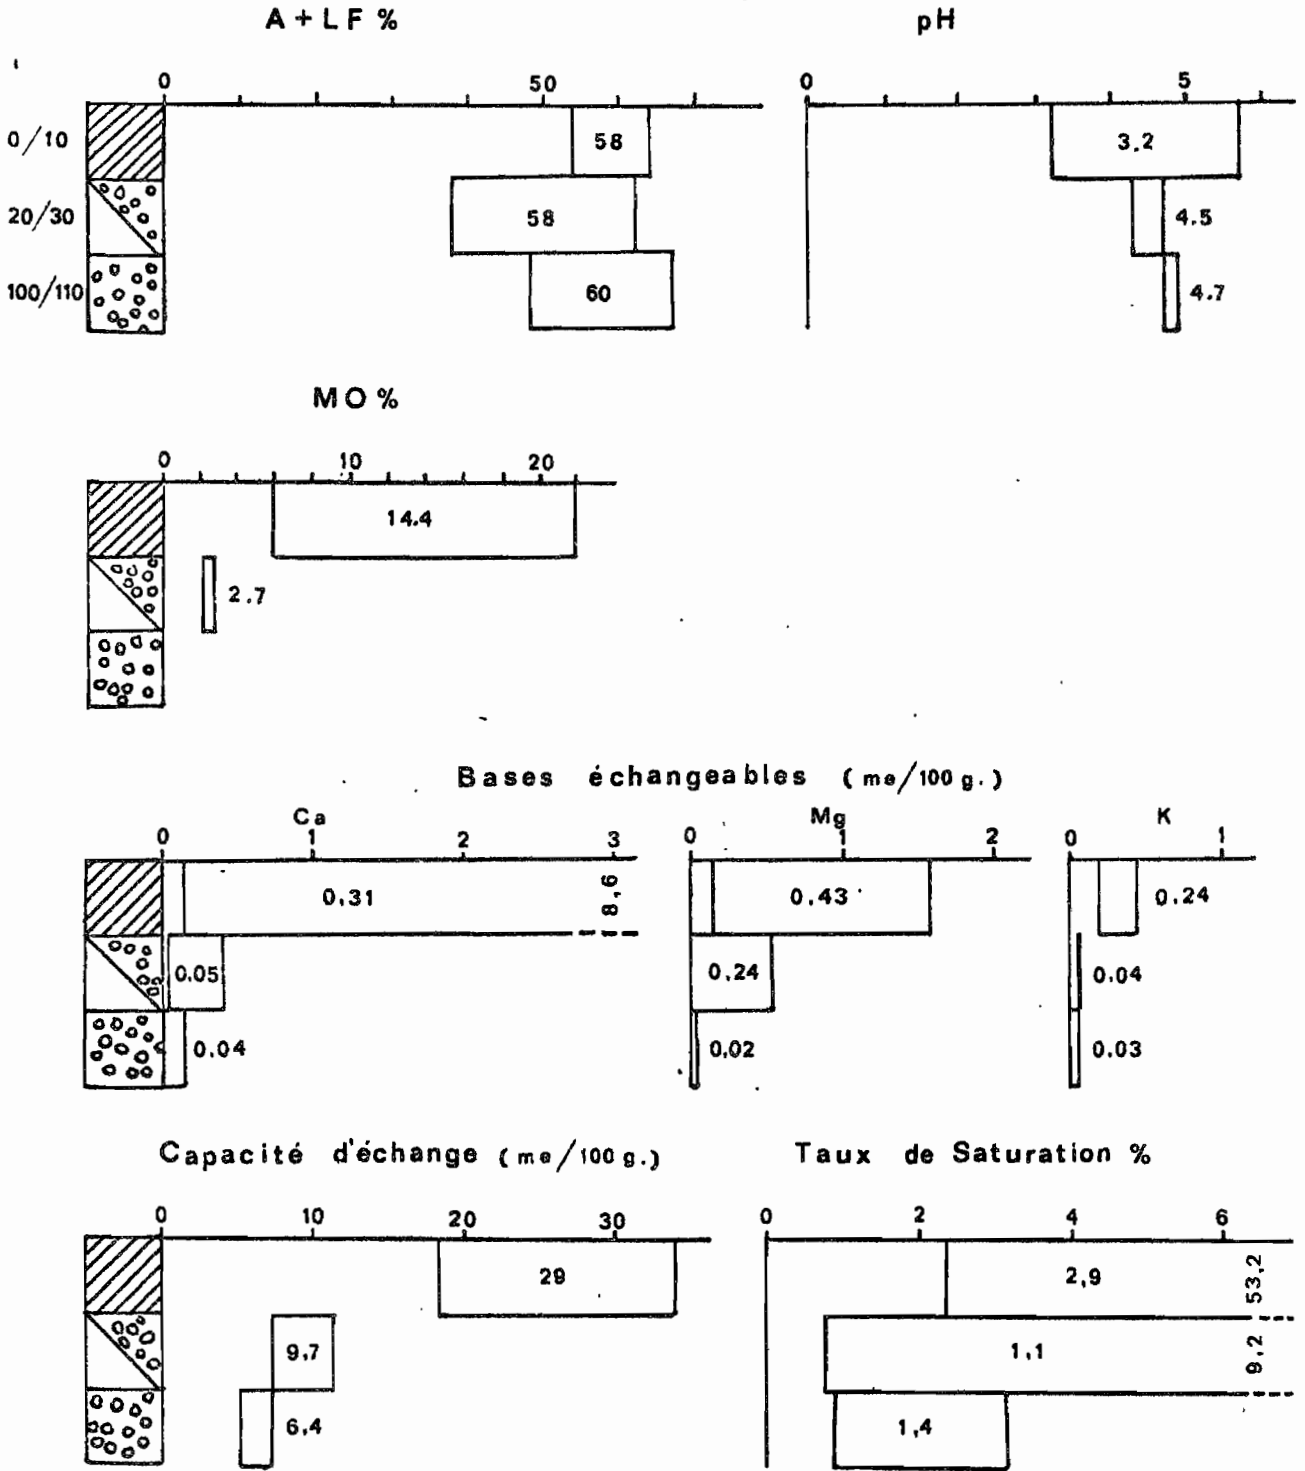 A + LF %
pH
0 50
0 5
0/10
58
3.2
20/30
58
4.5
100/110
60
4.7
MO %
0 10 20
14.4
2.7
Bases échangeables (me/100 g.)
Ca
Mg
K
0 1 2 3
0 1 2
0 1
0.31
8,6
0.43
0.24
0.05
0.24
0.04
0.04
0.02
0.03
Capacité d'échange (me/100 g.)
Taux de Saturation %
0 10 20 30
0 2 4 6
29
2,9
53,2
9,7
1,1
9,2
6,4
1,4